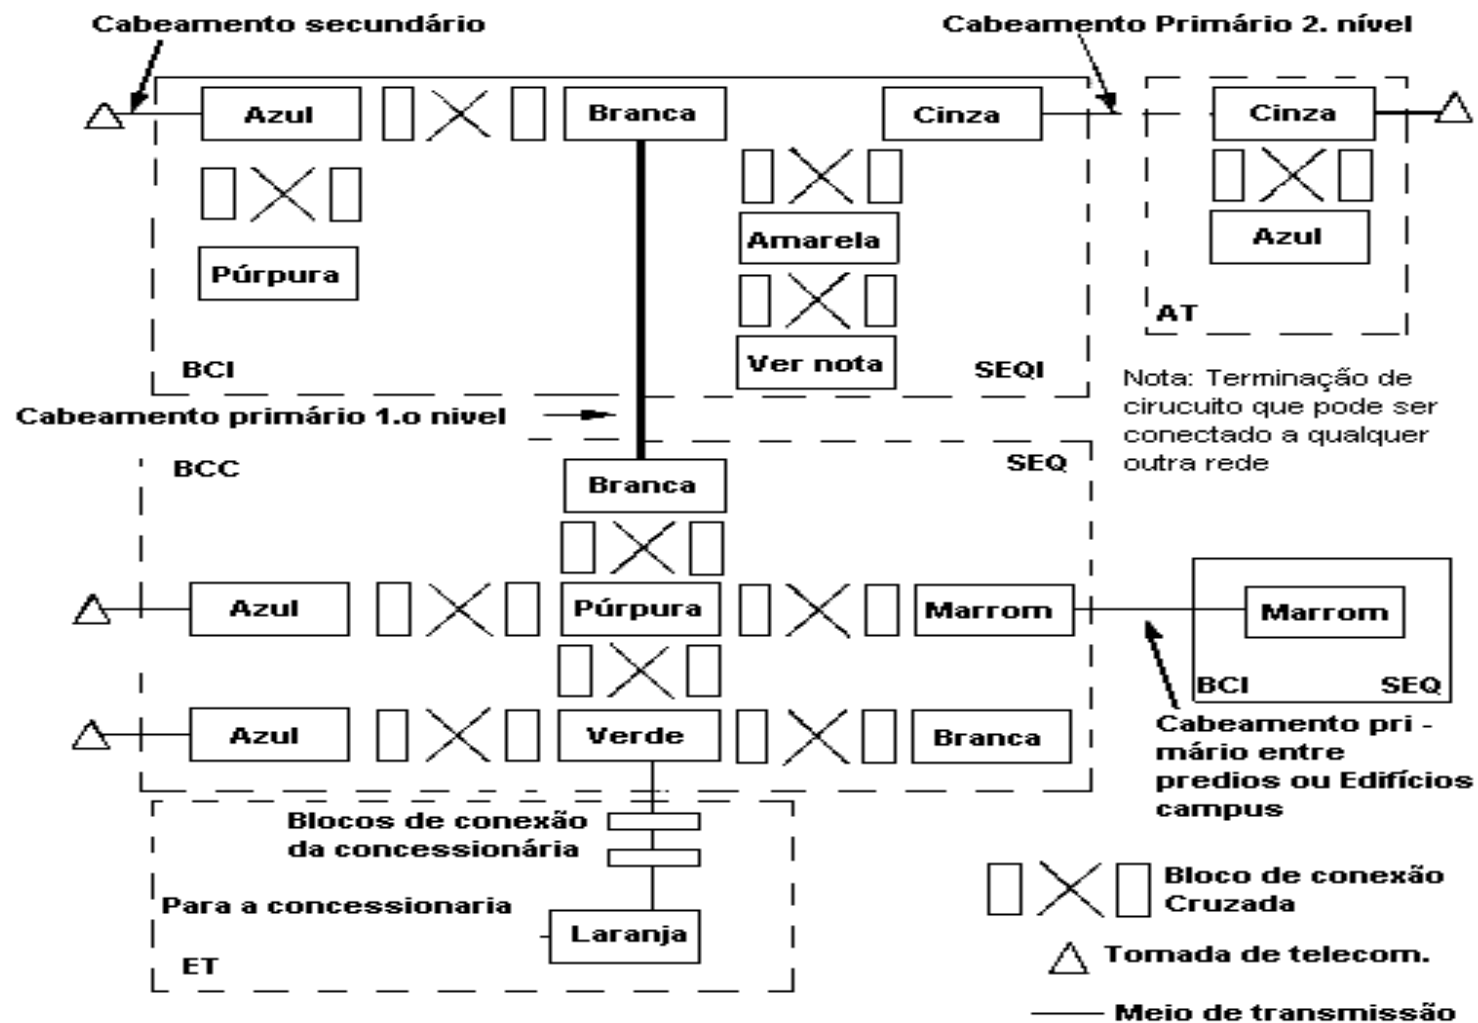 Cabeamento secundário
Cabeamento Primário 2. nível
Azul
Branca
Cinza
Cinza
Púrpura
Amarela
Azul
Ver nota
BCI
SEQI
AT
Nota: Terminação de
cirucuito que pode ser
conectado a qualquer
outra rede
Cabeamento primário 1.o nivel
BCC
SEQ
Branca
Azul
Púrpura
Marrom
Marrom
BCI
SEQ
Azul
Verde
Branca
Cabeamento pri -
mário entre
predios ou Edifícios
campus
Blocos de conexão
da concessionária
Para a concessionaria
Laranja
ET
Bloco de conexão
Cruzada
Tomada de telecom.
Meio de transmissão